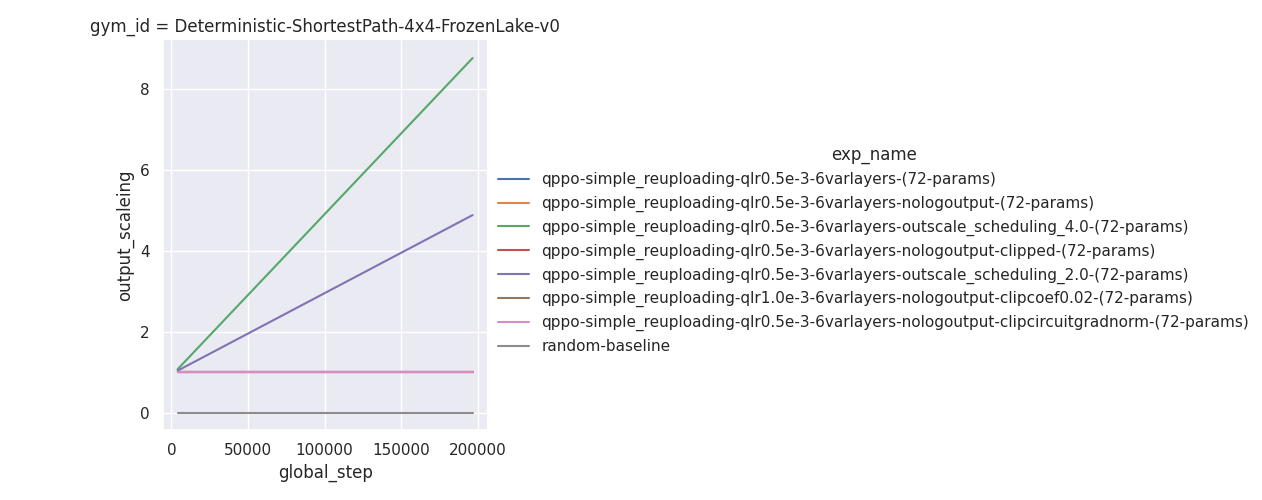 gym_id = Deterministic-ShortestPath-4x4-FrozenLake-v0
output_scaleing
8
6
4
2
0
0
50000
100000
150000
200000
global_step
exp_name
qppo-simple_reuploading-qlr0.5e-3-6varlayers-(72-params)
qppo-simple_reuploading-qlr0.5e-3-6varlayers-nologoutput-(72-params)
qppo-simple_reuploading-qlr0.5e-3-6varlayers-outscale_scheduling_4.0-(72-params)
qppo-simple_reuploading-qlr0.5e-3-6varlayers-nologoutput-clipped-(72-params)
qppo-simple_reuploading-qlr0.5e-3-6varlayers-outscale_scheduling_2.0-(72-params)
qppo-simple_reuploading-qlr1.0e-3-6varlayers-nologoutput-clipcoef0.02-(72-params)
qppo-simple_reuploading-qlr0.5e-3-6varlayers-nologoutput-clipcircuitgradnorm-(72-params)
random-baseline